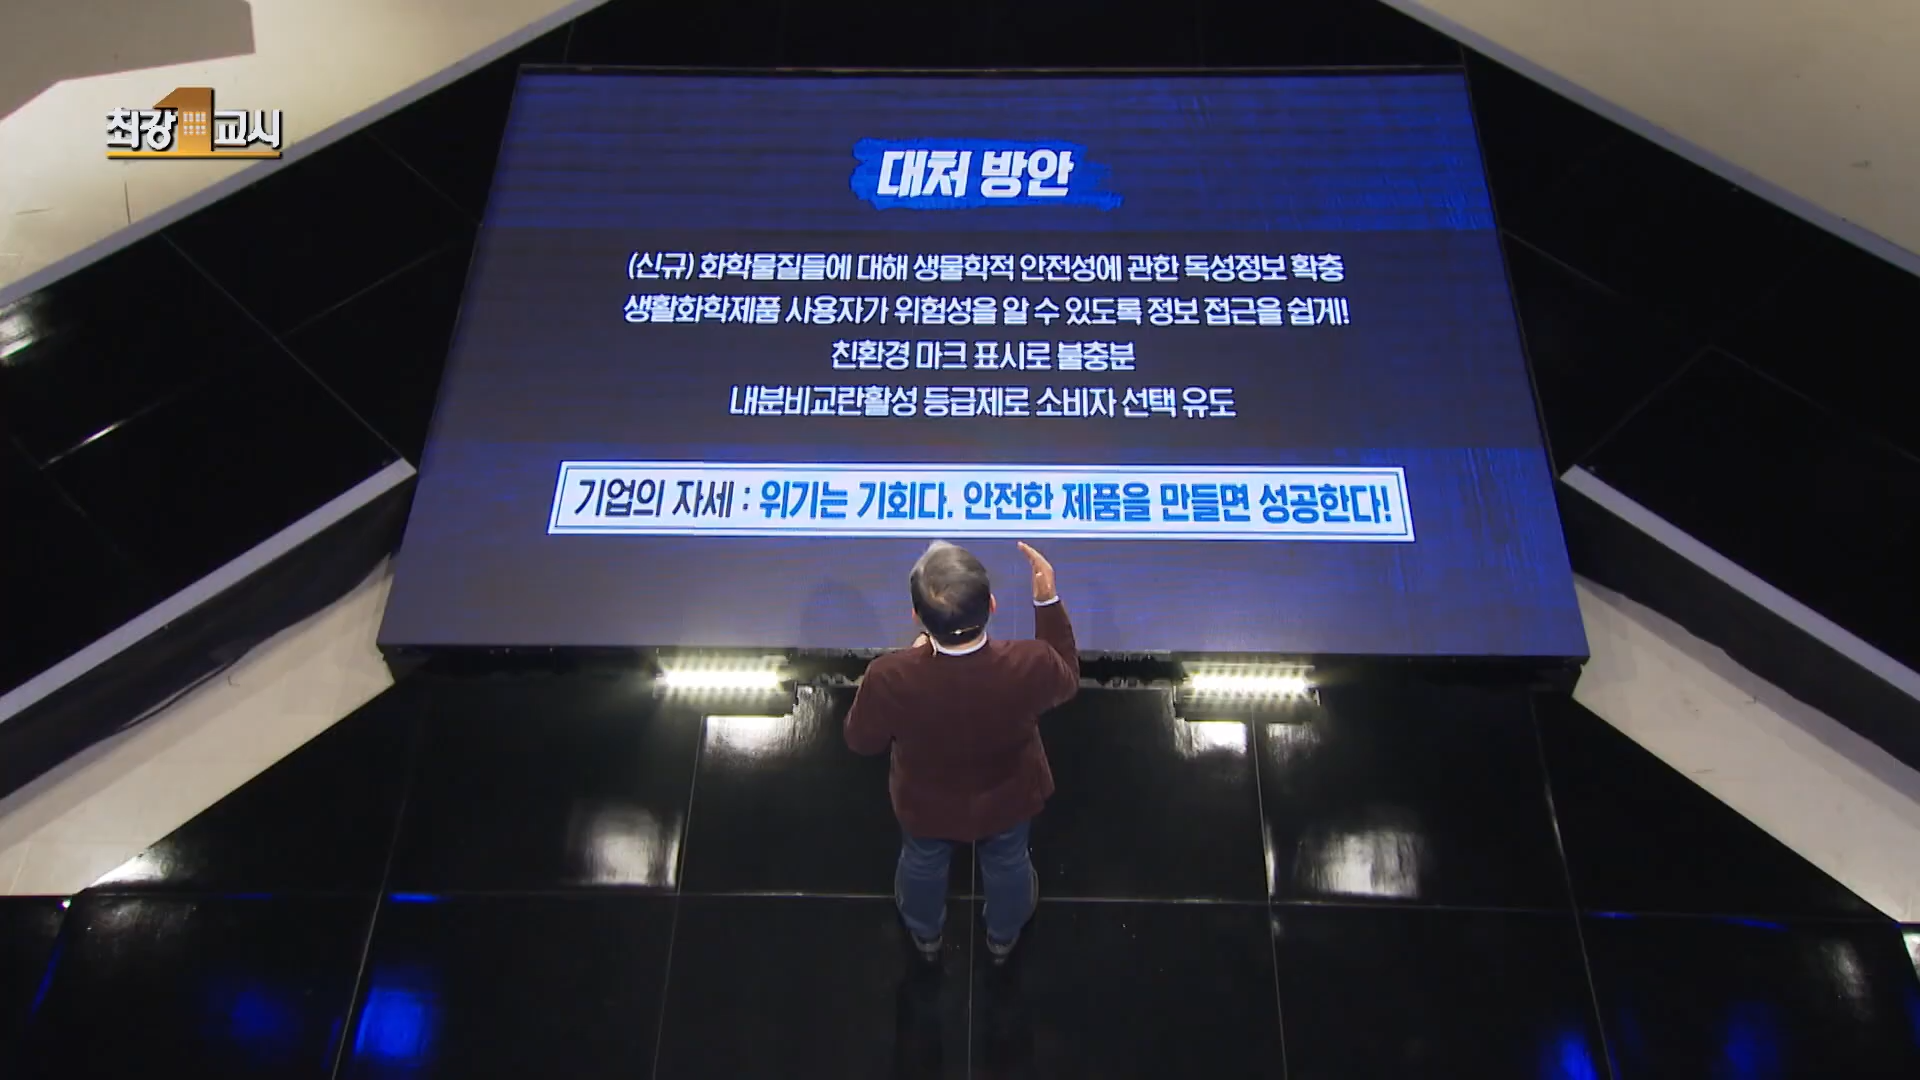 최강1교시
대처 방안
(신규) 화학물질들에 대해 생물학적 안전성에 관한 독성정보 확충
생활화학제품 사용자가 위험성을 알 수 있도록 정보 접근을 쉽게!
친환경 마크 표시로 불충분
내분비교란활성 등급제로 소비자 선택 유도
기업의 자세 : 위기는 기회다. 안전한 제품을 만들면 성공한다!